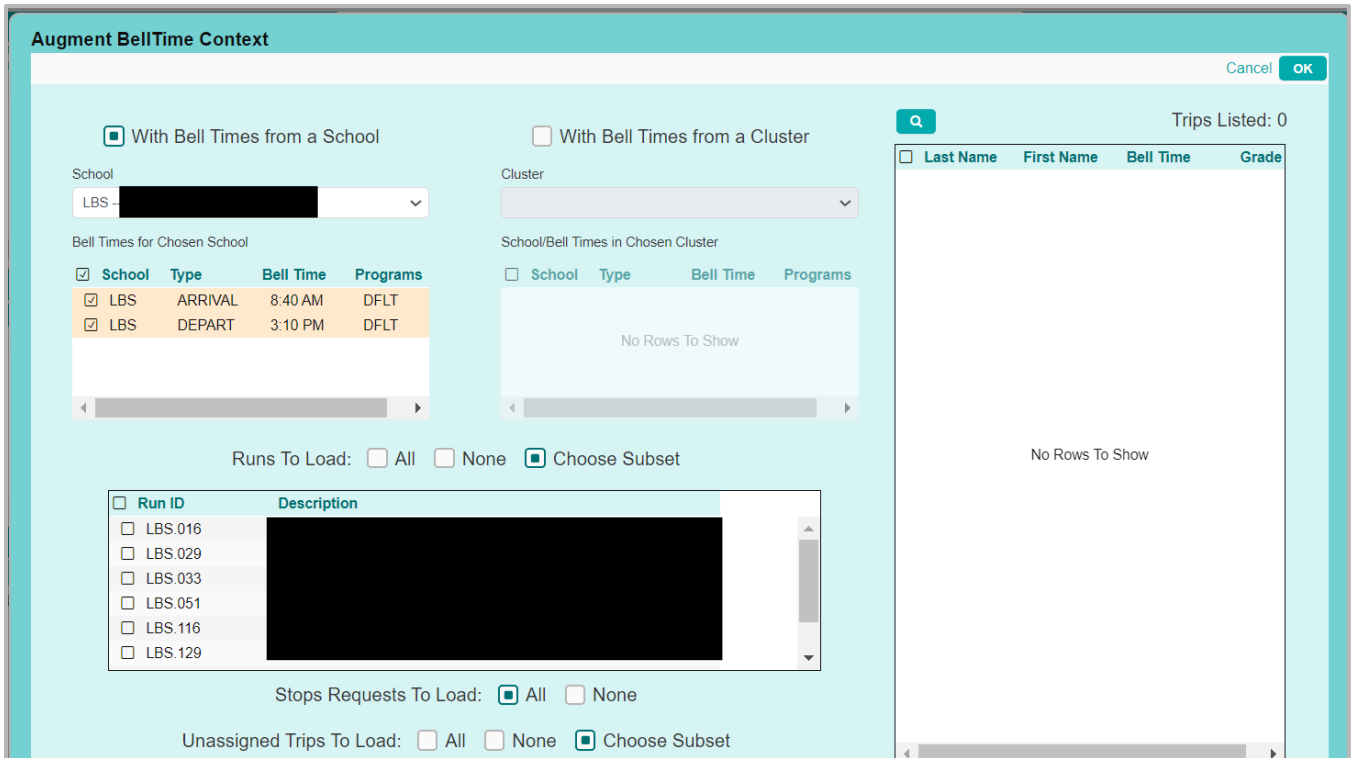 Augment BellTime Context
Cancel OK
With Bell Times from a School
With Bell Times from a Cluster
Trips Listed: 0
School
Cluster
LBS --
Last Name First Name Bell Time Grade
Bell Times for Chosen School
School/Bell Times in Chosen Cluster
School Type Bell Time Programs
School Type Bell Time Programs
LBS ARRIVAL 8:40 AM DFLT
LBS DEPART 3:10 PM DFLT
No Rows To Show
No Rows To Show
Runs To Load: All None Choose Subset
Run ID Description
LBS.016
LBS.029
LBS.033
LBS.051
LBS.116
LBS.129
Stops Requests To Load: All None
Unassigned Trips To Load: All None Choose Subset